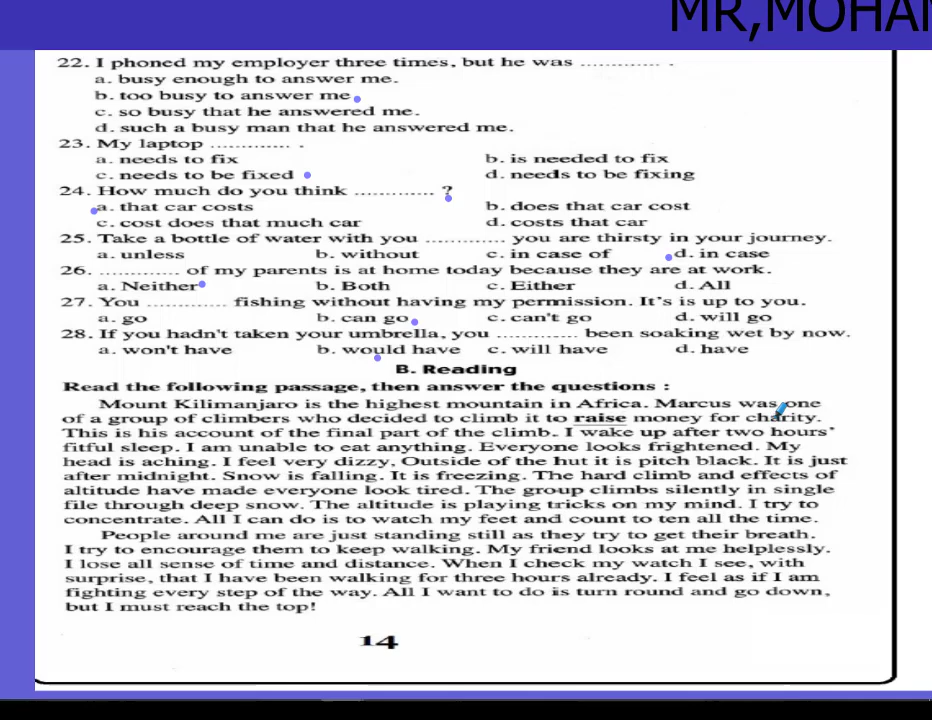 MR,MOHAM
22. I phoned my employer three times, but he was ............. .
a. busy enough to answer me.
b. too busy to answer me.
c. so busy that he answered me.
d. such a busy man that he answered me.
23. My laptop ............. .
a. needs to fix b. is needed to fix
c. needs to be fixed d. needs to be fixing
24. How much do you think ............. ?
a. that car costs b. does that car cost
c. cost does that much car d. costs that car
25. Take a bottle of water with you ............. you are thirsty in your journey.
a. unless b. without c. in case of d. in case
26. ............. of my parents is at home today because they are at work.
a. Neither b. Both c. Either d. All
27. You ............. fishing without having my permission. It's is up to you.
a. go b. can go c. can't go d. will go
28. If you hadn't taken your umbrella, you ............. been soaking wet by now.
a. won't have b. would have c. will have d. have
B. Reading
Read the following passage, then answer the questions :
Mount Kilimanjaro is the highest mountain in Africa. Marcus was one
of a group of climbers who decided to climb it to raise money for charity.
This is his account of the final part of the climb. I wake up after two hours'
fitful sleep. I am unable to eat anything. Everyone looks frightened. My
head is aching. I feel very dizzy, Outside of the hut it is pitch black. It is just
after midnight. Snow is falling. It is freezing. The hard climb and effects of
altitude have made everyone look tired. The group climbs silently in single
file through deep snow. The altitude is playing tricks on my mind. I try to
concentrate. All I can do is to watch my feet and count to ten all the time.
People around me are just standing still as they try to get their breath.
I try to encourage them to keep walking. My friend looks at me helplessly.
I lose all sense of time and distance. When I check my watch I see, with
surprise, that I have been walking for three hours already. I feel as if I am
fighting every step of the way. All I want to do is turn round and go down,
but I must reach the top!
14